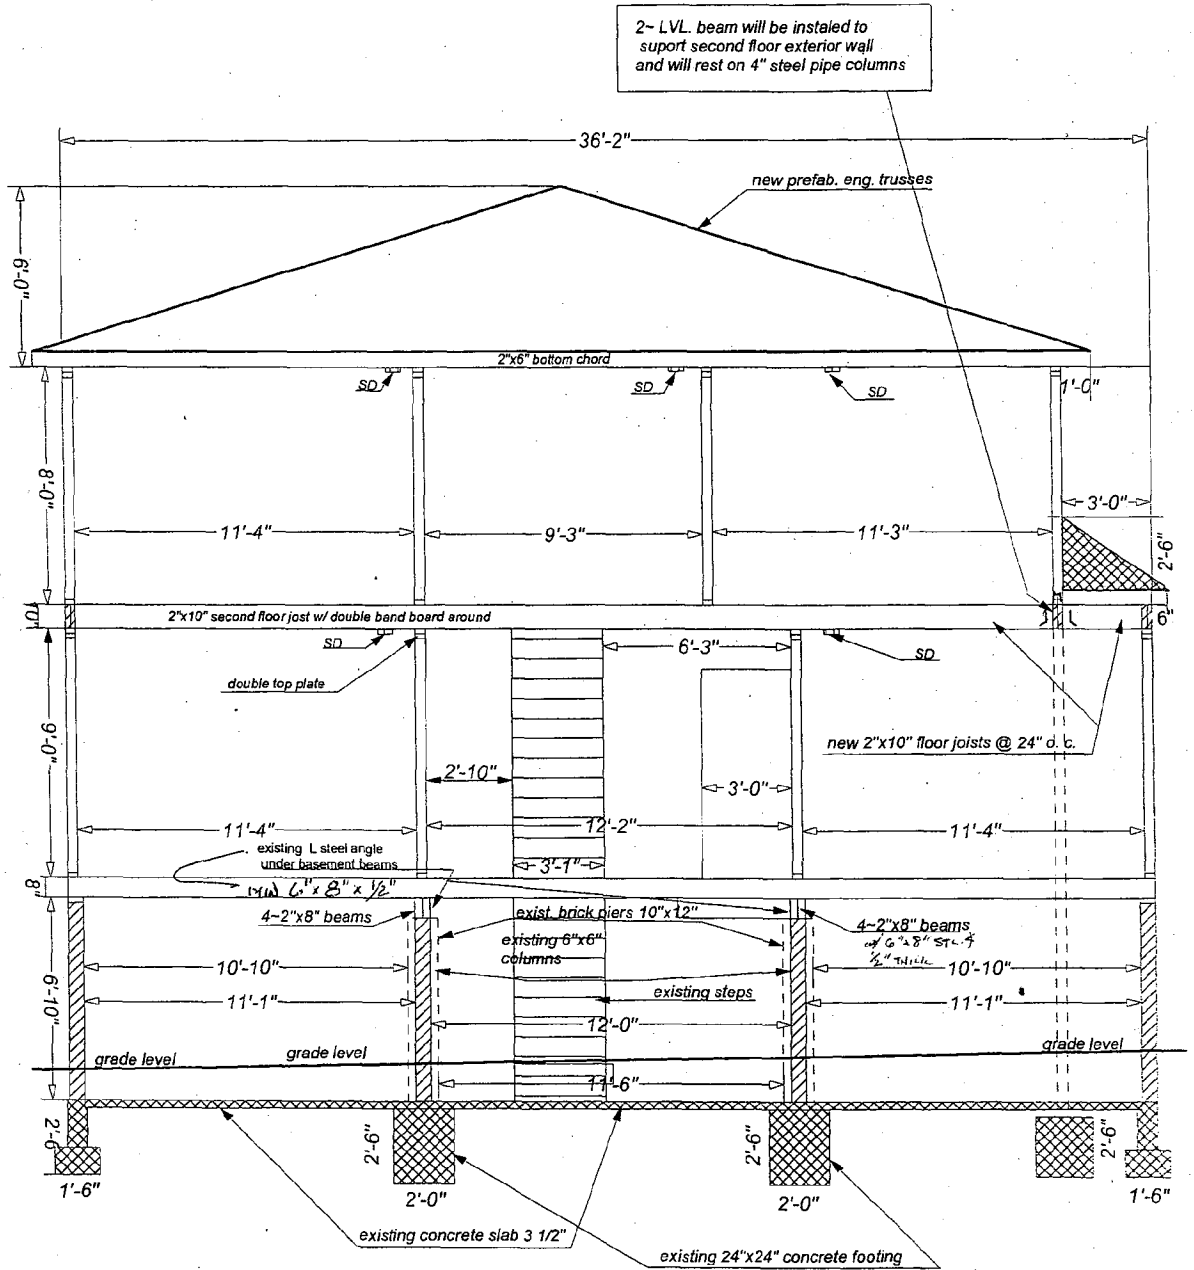 2~ LVL. beam will be instaled to
suport second floor exterior wall
and will rest on 4" steel pipe columns
36'-2"
new prefab. eng. trusses
6'-0"
2"x6" bottom chord
SD
SD
SD
1'-0"
8'-0"
3'-0"
11'-4"
9'-3"
11'-3"
2'-6"
10"
2"x10" second floor jost w/ double band board around
6"
SD
6'-3"
SD
double top plate
9'-0"
new 2"x10" floor joists @ 24" o. c.
2'-10"
3'-0"
11'-4"
12'-2"
11'-4"
existing L steel angle
under basement beams
3'-1"
8"
MIN 6" x 8" x 1/2"
4~2"x8" beams
exist. brick piers 10"x12"
4~2"x8" beams
w/ 6"x8" STL.
1/2" THICK
existing 6"x6"
columns
10'-10"
10'-10"
6'-10"
11'-1"
existing steps
11'-1"
12'-0"
grade level
grade level
grade level
11'-6"
2'-6
2'-6"
2'-6"
2'-6"
1'-6"
2'-0"
2'-0"
1'-6"
existing concrete slab 3 1/2"
existing 24"x24" concrete footing